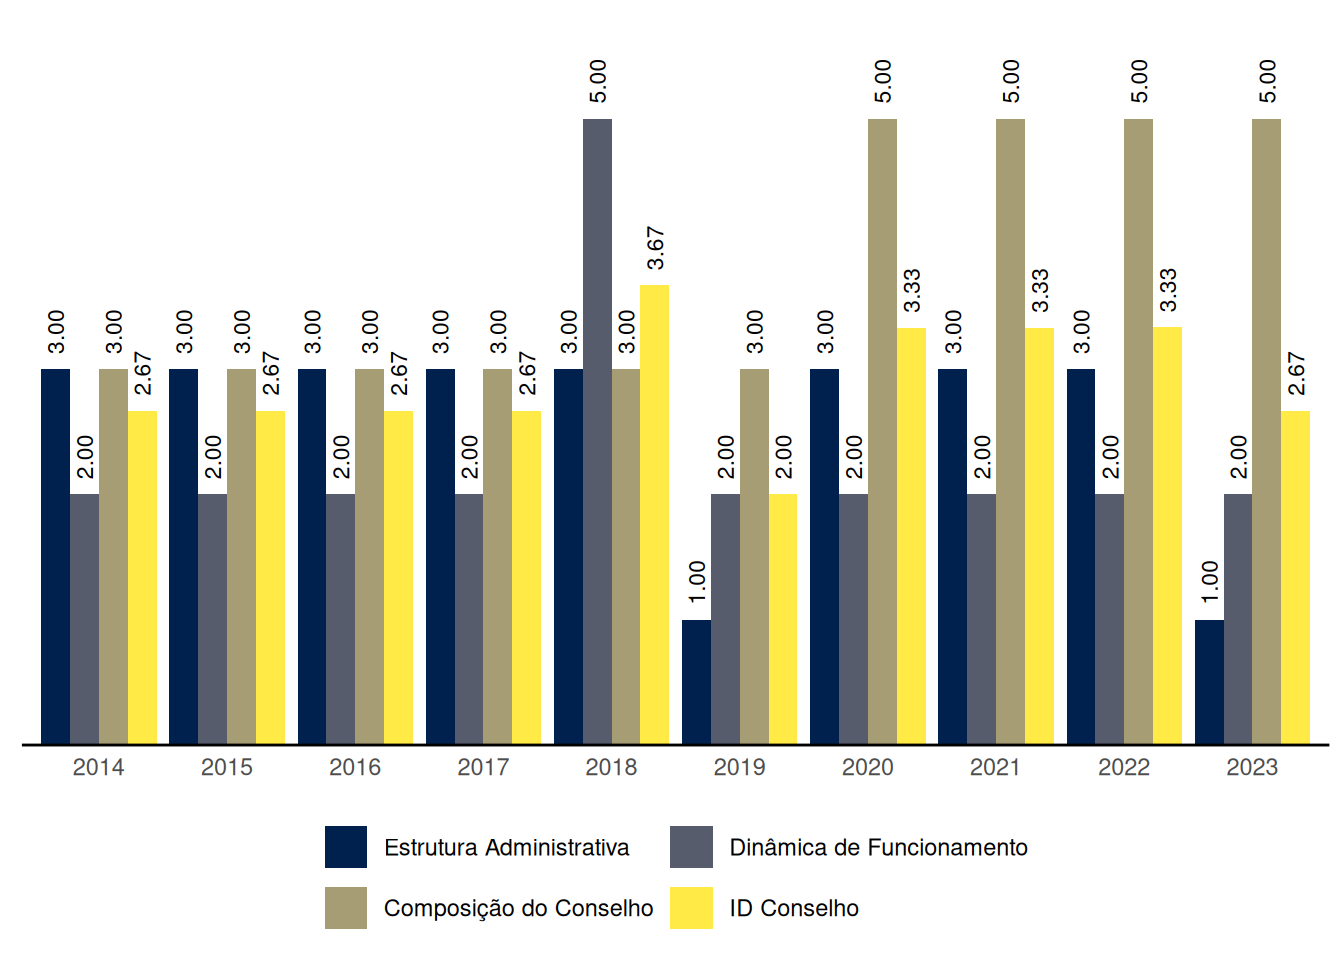 3.00 2.00 3.00 2.67 3.00 2.00 3.00 2.67 3.00 2.00 3.00 2.67 3.00 2.00 3.00 2.67 3.00 5.00 3.00 3.67 1.00 2.00 3.00 2.00 3.00 2.00 5.00 3.33 3.00 2.00 5.00 3.33 3.00 2.00 5.00 3.33 1.00 2.00 5.00 2.67
2014 2015 2016 2017 2018 2019 2020 2021 2022 2023
Estrutura Administrativa Dinâmica de Funcionamento
Composição do Conselho ID Conselho